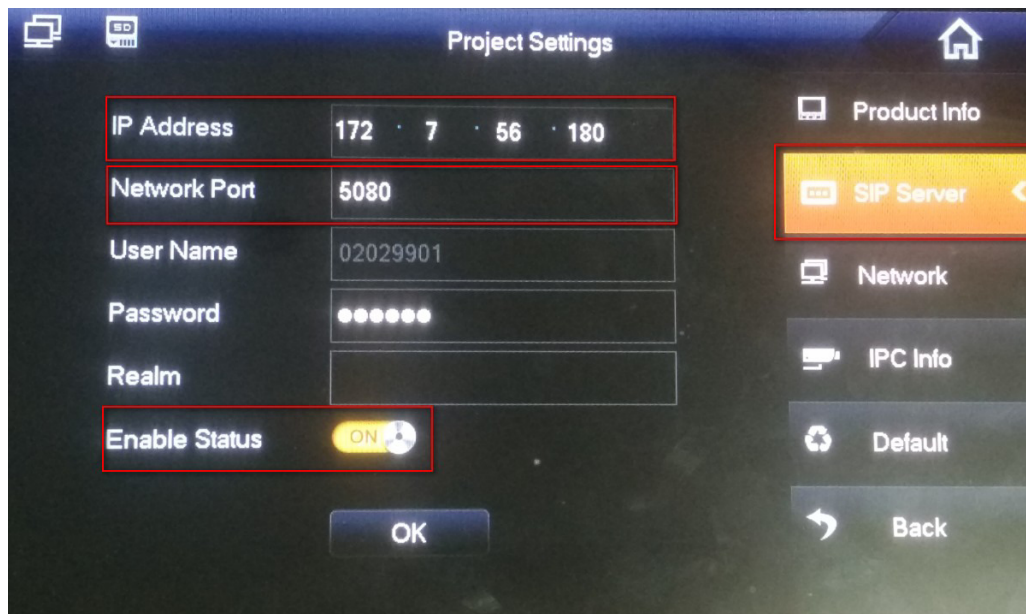 SD
Project Settings
IP Address 172 . 7 . 56 . 180
Network Port 5080
User Name 02029901
Password ●●●●●●
Realm
Enable Status ON
OK
Product Info
SIP Server
Network
IPC Info
Default
Back